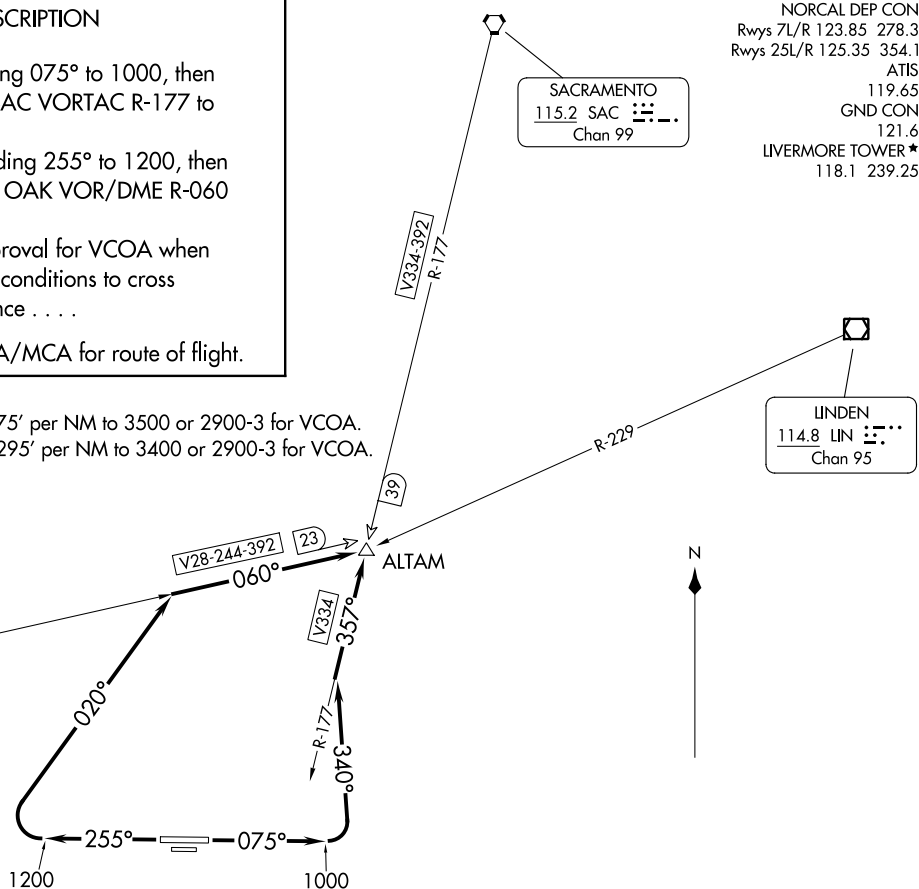 SCRIPTION
ng 075° to 1000, then
AC VORTAC R-177 to
ding 255° to 1200, then
OAK VOR/DME R-060
proval for VCOA when
conditions to cross
nce . . . .
A/MCA for route of flight.
75' per NM to 3500 or 2900-3 for VCOA.
295' per NM to 3400 or 2900-3 for VCOA.
NORCAL DEP CON
Rwys 7L/R 123.85 278.3
Rwys 25L/R 125.35 354.1
ATIS
119.65
GND CON
121.6
LIVERMORE TOWER ★
118.1 239.25
SACRAMENTO
115.2 SAC
Chan 99
V334-392
R-177
LINDEN
114.8 LIN
Chan 95
R-229
39
V28-244-392
23
060°
ALTAM
N
V334
357°
020°
R-177
340°
255°
075°
1200
1000